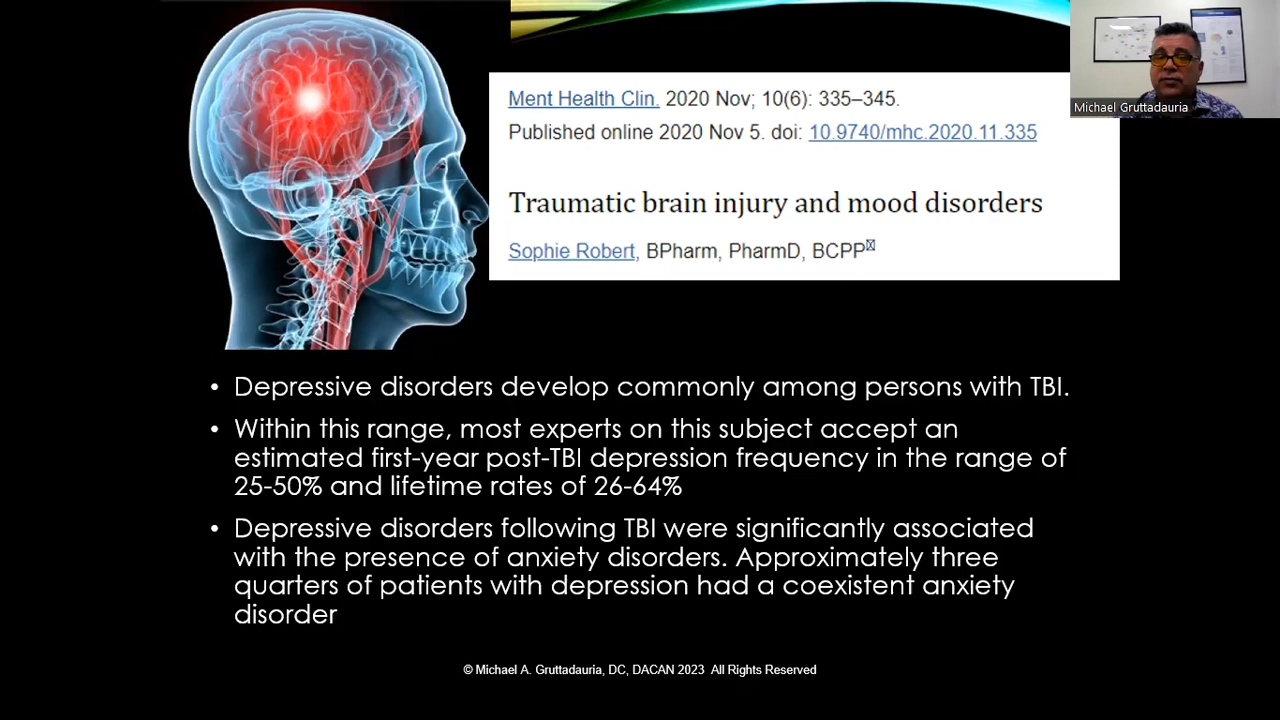 Ment Health Clin. 2020 Nov; 10(6): 335–345.
Published online 2020 Nov 5. doi: 10.9740/mhc.2020.11.335
Traumatic brain injury and mood disorders
Sophie Robert, BPharm, PharmD, BCPP
Michael Gruttadauria
• Depressive disorders develop commonly among persons with TBI.
• Within this range, most experts on this subject accept an
estimated first-year post-TBI depression frequency in the range of
25-50% and lifetime rates of 26-64%
• Depressive disorders following TBI were significantly associated
with the presence of anxiety disorders. Approximately three
quarters of patients with depression had a coexistent anxiety
disorder
© Michael A. Gruttadauria, DC, DACAN 2023 All Rights Reserved